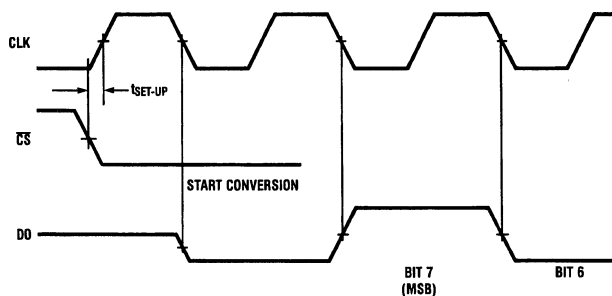 CLK
tSET-UP
CS
START CONVERSION
DO
BIT 7
(MSB)
BIT 6